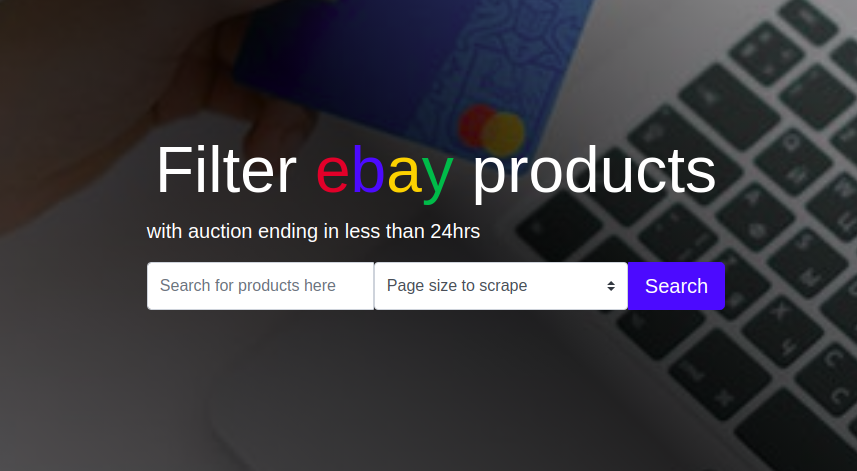 Filter ebay products
with auction ending in less than 24hrs
Search for products here
Page size to scrape
Search